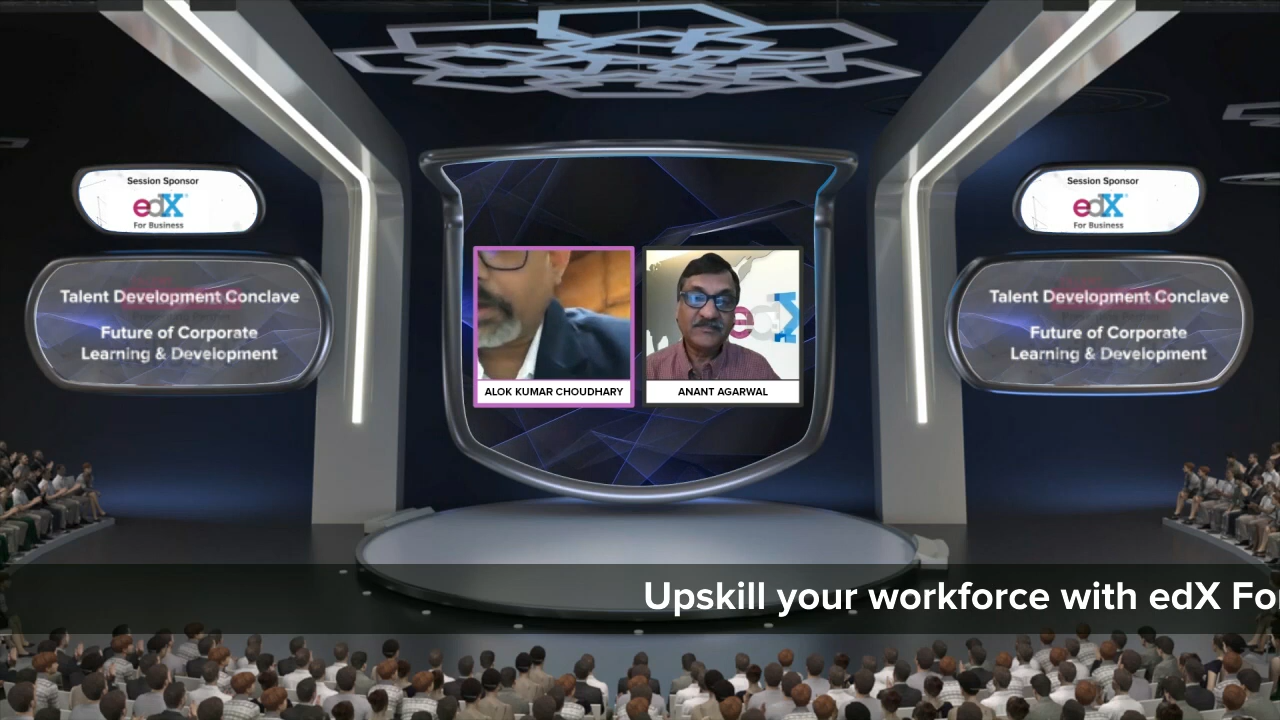 Session Sponsor
edX
For Business
Talent Development Conclave
Future of Corporate
Learning & Development
ALOK KUMAR CHOUDHARY
ANANT AGARWAL
edX
Session Sponsor
edX
For Business
Talent Development Conclave
Future of Corporate
Learning & Development
Upskill your workforce with edX For